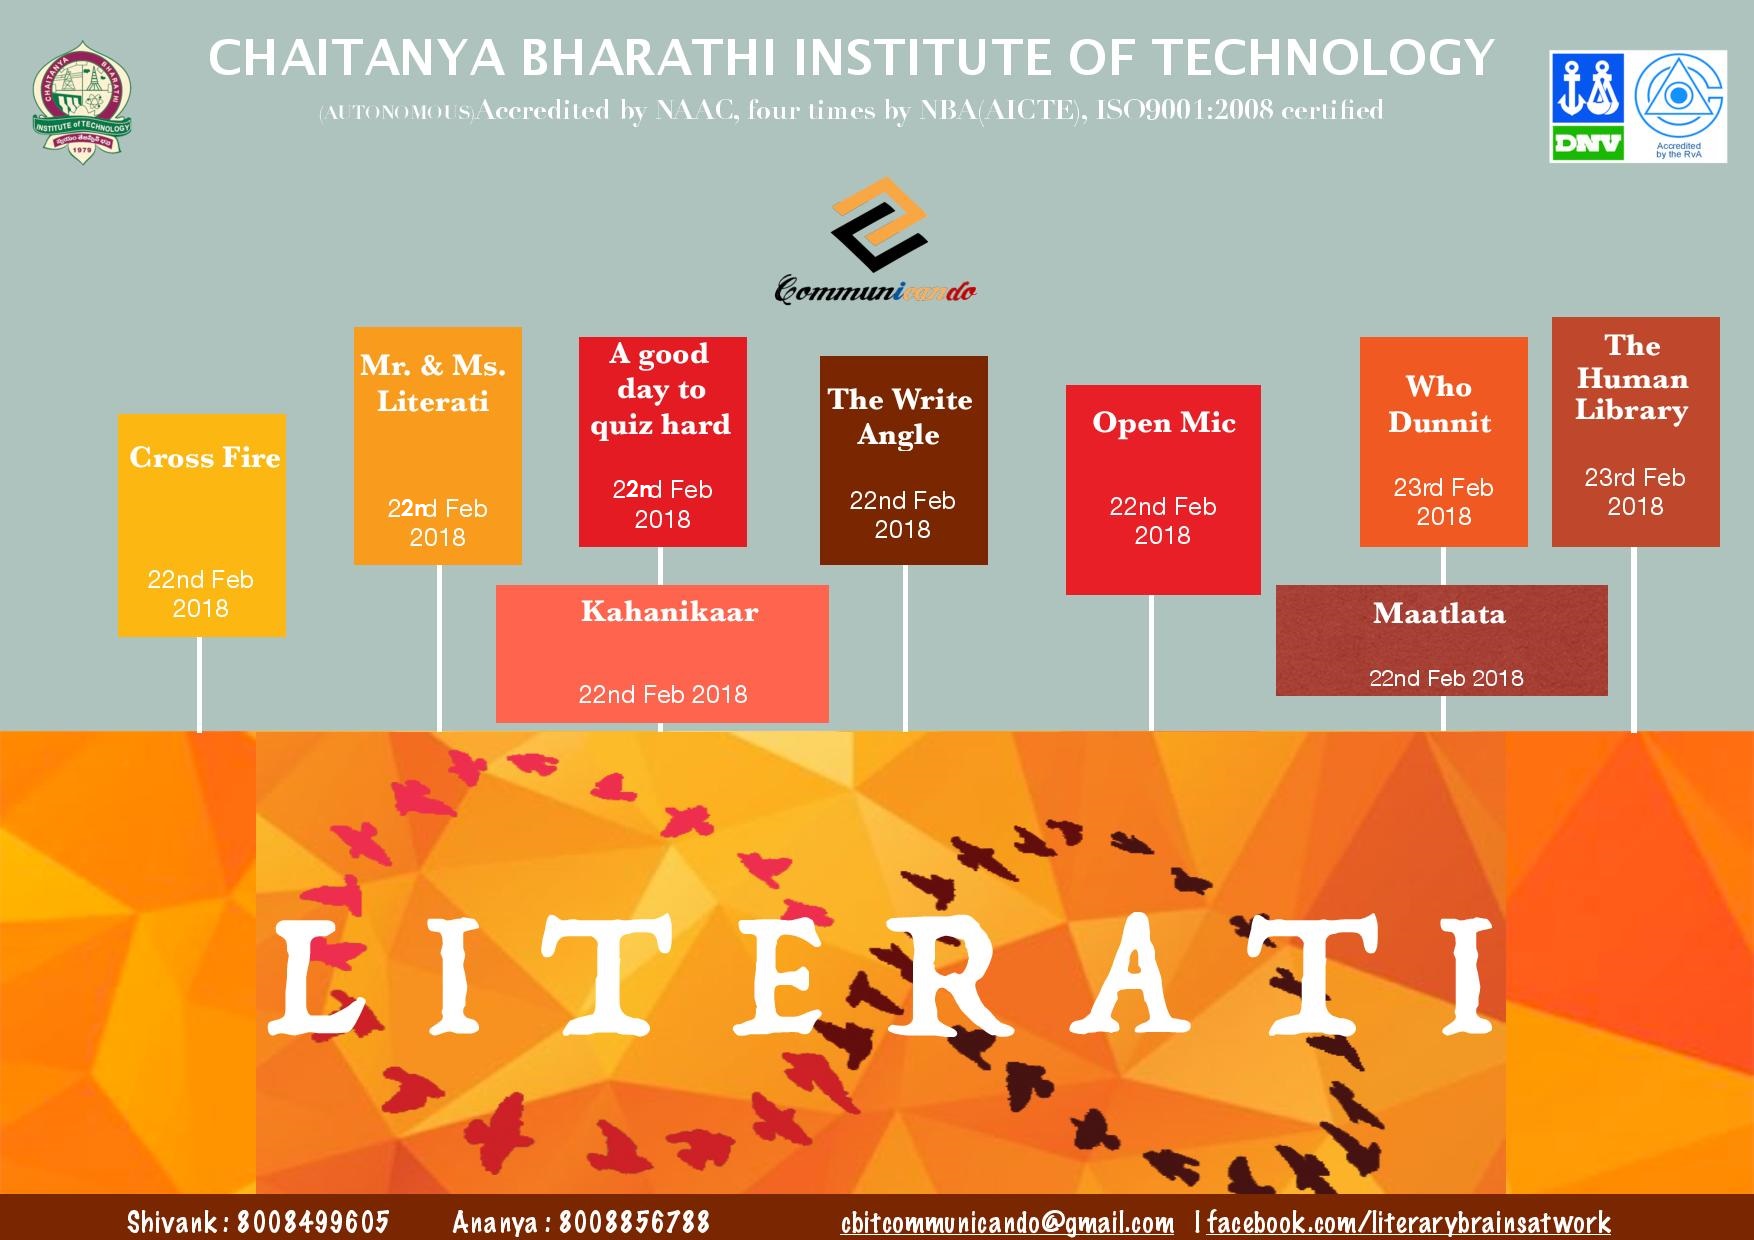 CHAITANYA BHARATHI INSTITUTE OF TECHNOLOGY
(AUTONOMOUS)Accredited by NAAC, four times by NBA(AICTE), ISO9001:2008 certified
CHAITANYA BHARATHI
INSTITUTE of TECHNOLOGY
1979
DNV
Accredited
by the RvA
Communicando
Cross Fire
22nd Feb
2018
Mr. & Ms.
Literati
22nd Feb
2018
A good
day to
quiz hard
22nd Feb
2018
Kahanikaar
22nd Feb 2018
The Write
Angle
22nd Feb
2018
Open Mic
22nd Feb
2018
Who
Dunnit
23rd Feb
2018
Maatlata
22nd Feb 2018
The
Human
Library
23rd Feb
2018
LITERATI
Shivank : 8008499605 Ananya : 8008856788 cbitcommunicando@gmail.com | facebook.com/literarybrainsatwork